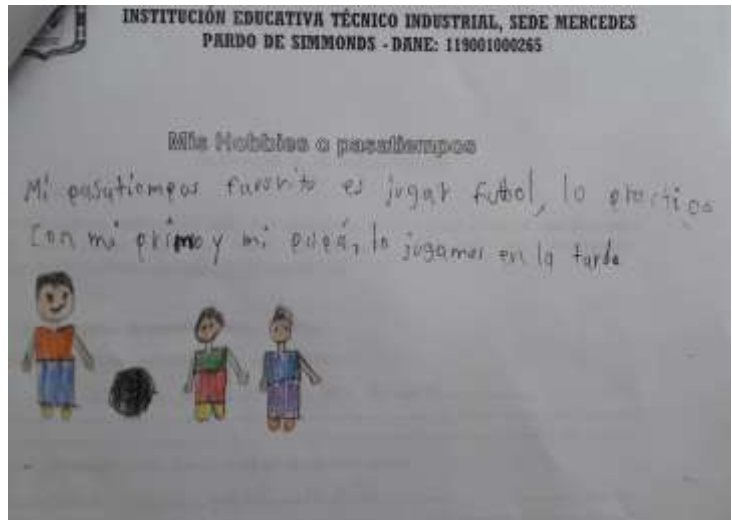 INSTITUCIÓN EDUCATIVA TÉCNICO INDUSTRIAL, SEDE MERCEDES
PARDO DE SIMMONDS - DANE: 119001000265
Mis Hobbies o pasatiempos
Mi pasatiempos favorito es jugar futbol, lo practico
Con mi primo y mi papá, lo jugamos en la tarde